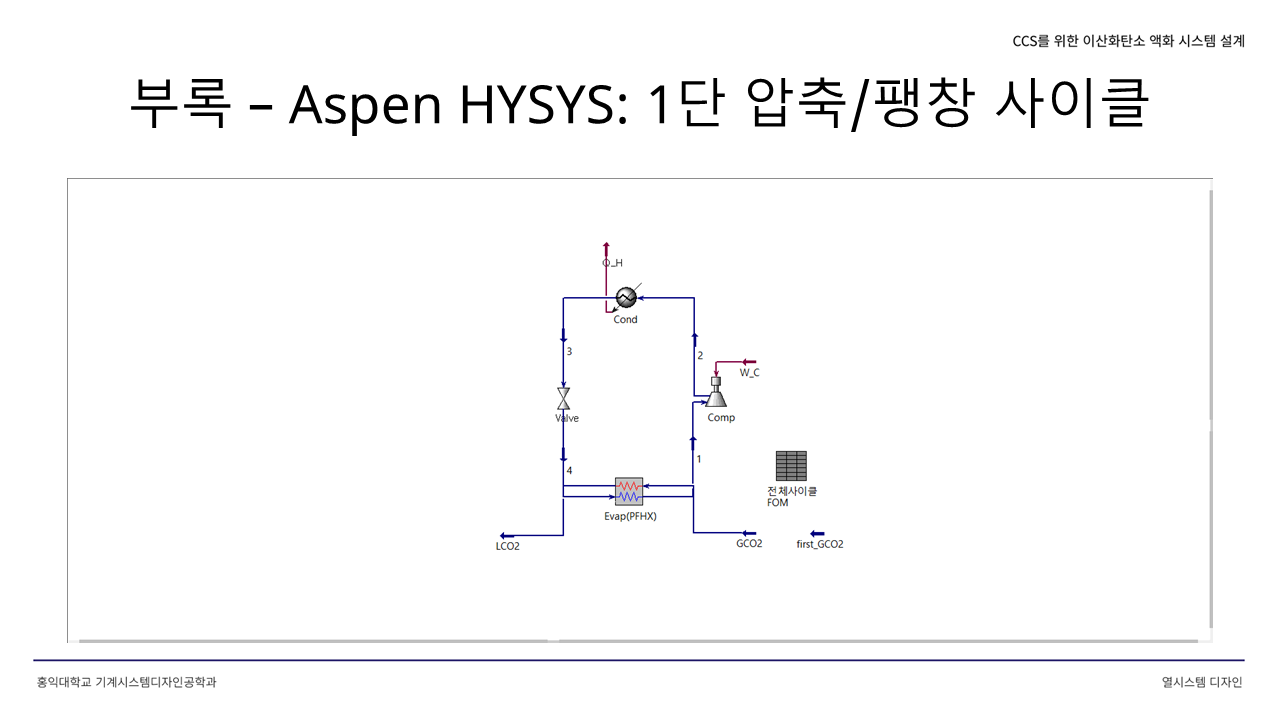 CCS를 위한 이산화탄소 액화 시스템 설계
부록 – Aspen HYSYS: 1단 압축/팽창 사이클
Q_H
Cond
3
2
W_C
Valve
Comp
4
1
전체사이클
FOM
Evap(PFHX)
LCO2
GCO2
first_GCO2
홍익대학교 기계시스템디자인공학과
열시스템 디자인